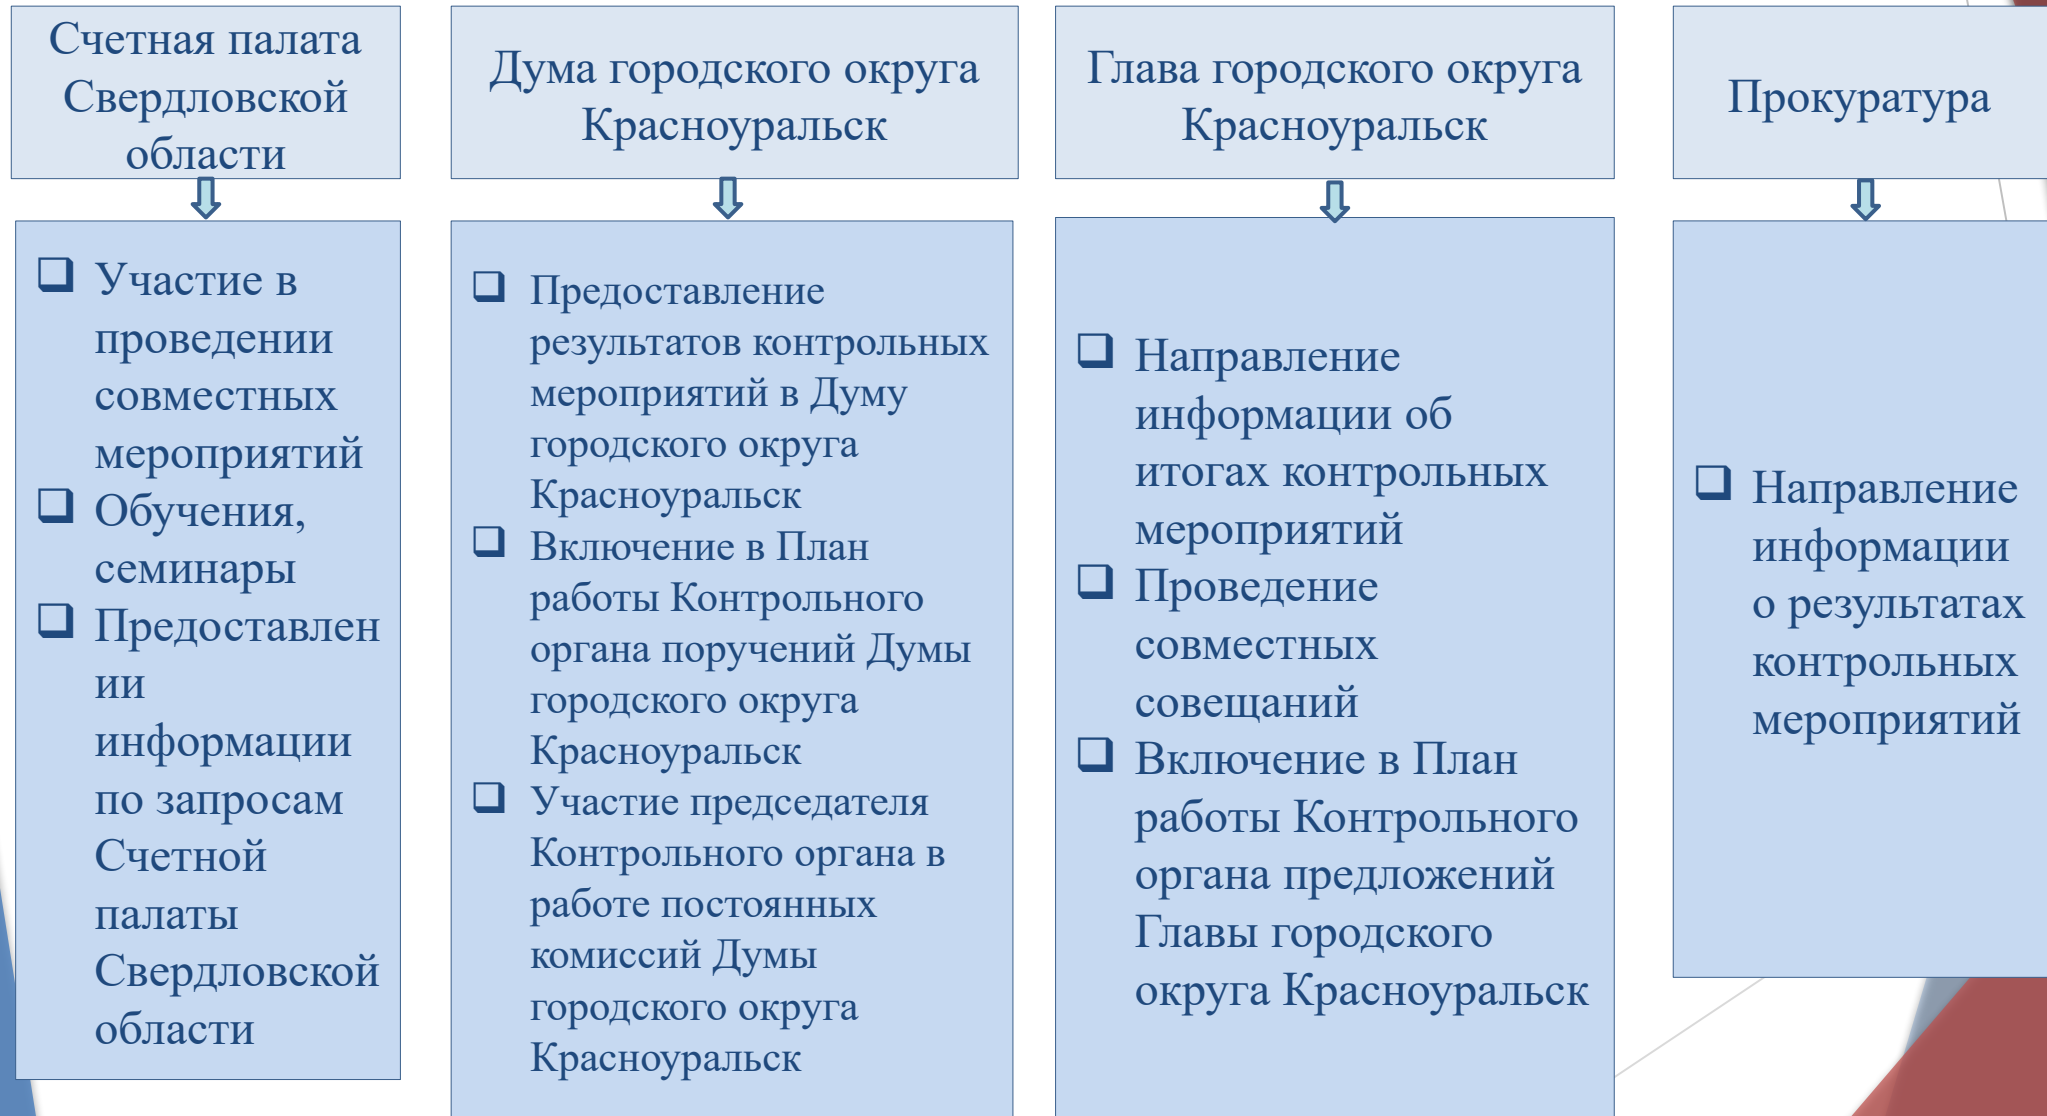 Счетная палата
Свердловской
области
Участие в
проведении
совместных
мероприятий
Обучения,
семинары
Предоставлен
ии
информации
по запросам
Счетной
палаты
Свердловской
области
Дума городского округа
Красноуральск
Предоставление
результатов контрольных
мероприятий в Думу
городского округа
Красноуральск
Включение в План
работы Контрольного
органа поручений Думы
городского округа
Красноуральск
Участие председателя
Контрольного органа в
работе постоянных
комиссий Думы
городского округа
Красноуральск
Глава городского округа
Красноуральск
Направление
информации об
итогах контрольных
мероприятий
Проведение
совместных
совещаний
Включение в План
работы Контрольного
органа предложений
Главы городского
округа Красноуральск
Прокуратура
Направление
информации
о результатах
контрольных
мероприятий